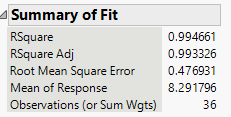 Summary of Fit
RSquare 0.994661
RSquare Adj 0.993326
Root Mean Square Error 0.476931
Mean of Response 8.291796
Observations (or Sum Wgts) 36